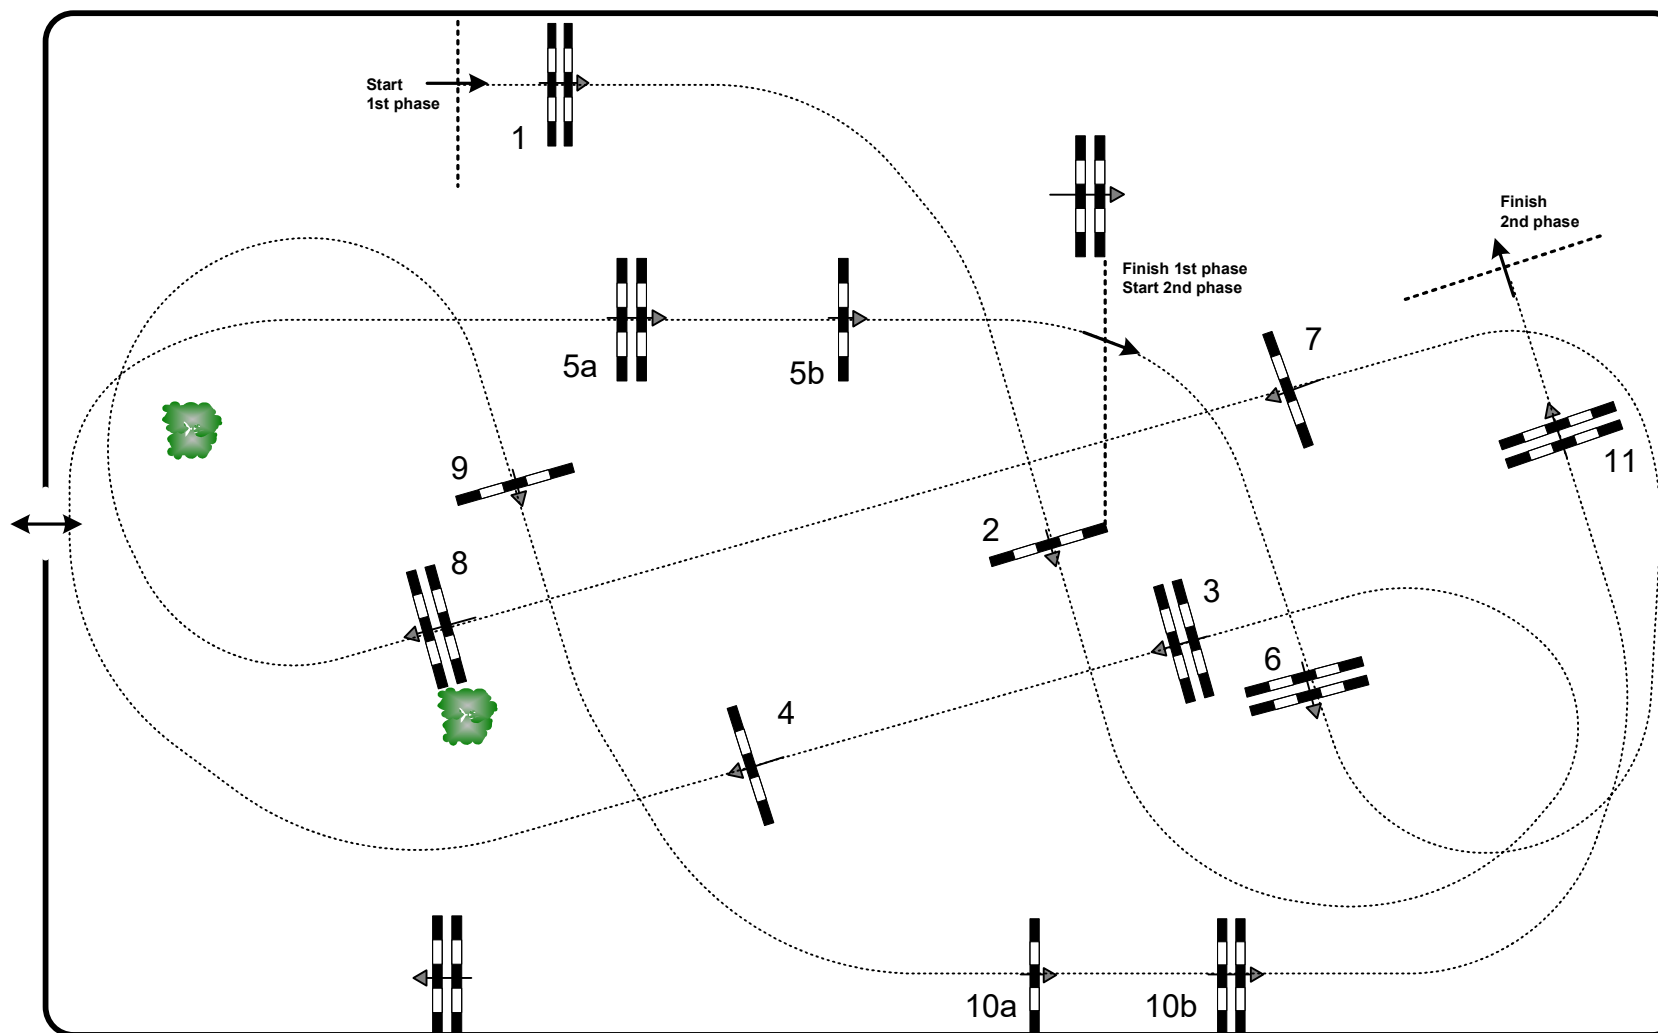 Start
1st phase
1
Finish
2nd phase
Finish 1st phase
Start 2nd phase
5a
5b
7
9
11
2
8
3
6
4
10a
10b